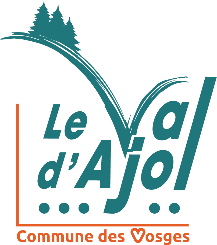 Le Val
d'Ajol
Commune des Vosges